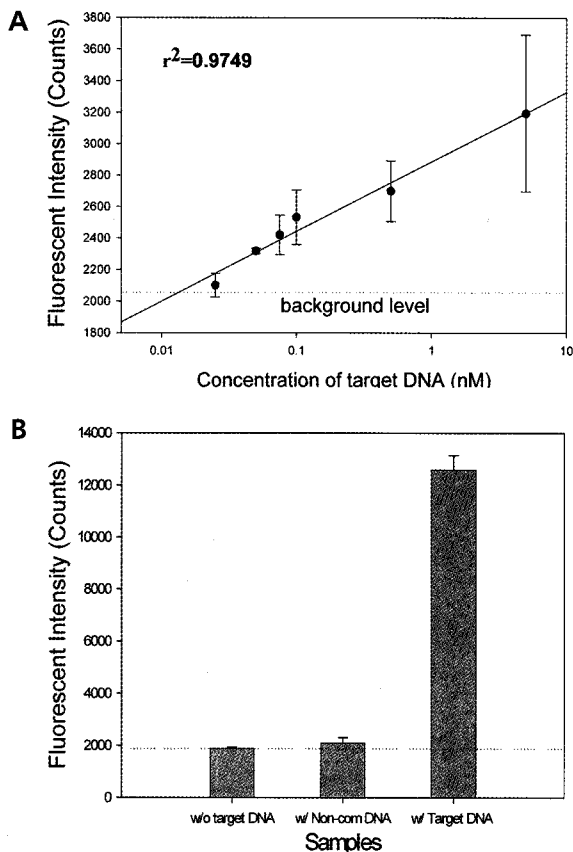 A
r²=0.9749
Fluorescent Intensity (Counts)
3800
3600
3400
3200
3000
2800
2600
2400
2200
2000
1800
background level
0.01
0.1
1
10
Concentration of target DNA (nM)
B
Fluorescent Intensity (Counts)
14000
12000
10000
8000
6000
4000
2000
0
w/o target DNA
w/ Non-com DNA
w/ Target DNA
Samples